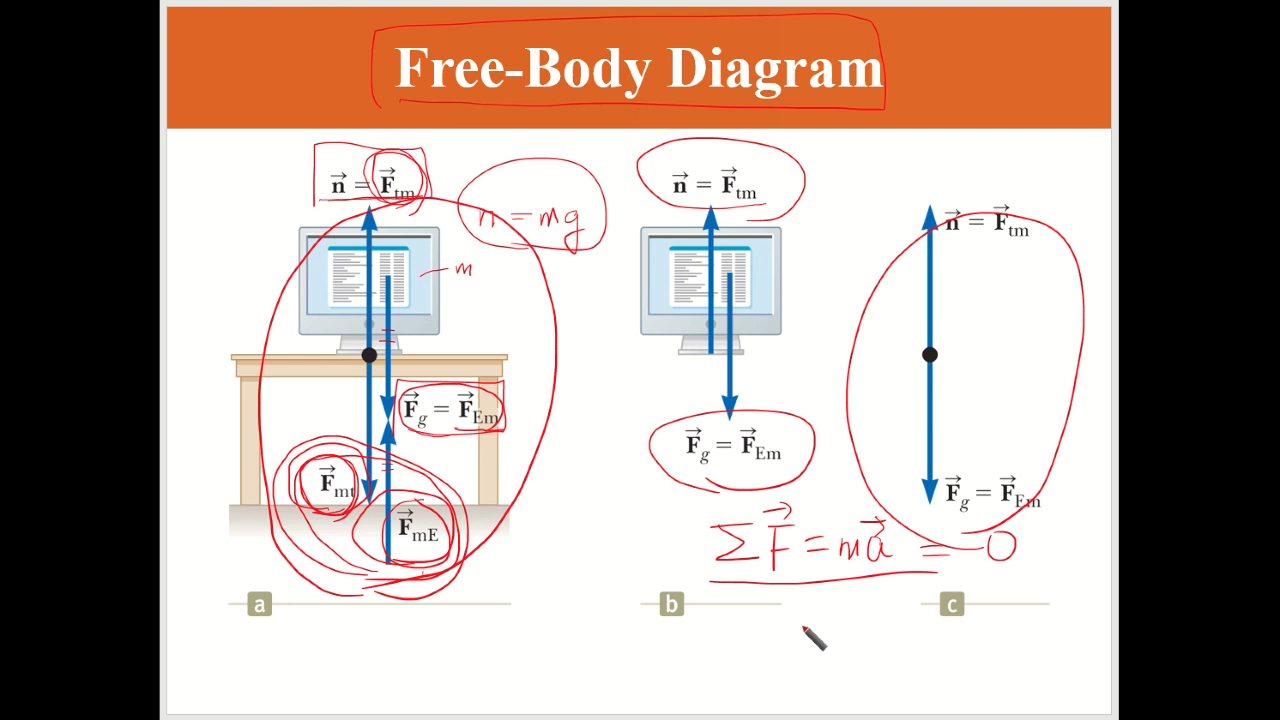 Free-Body Diagram
n⃗ = F⃗tm
n = mg
m
F⃗g = F⃗Em
F⃗mt
F⃗mE
a
n⃗ = F⃗tm
F⃗g = F⃗Em
b
n⃗ = F⃗tm
F⃗g = F⃗Em
ΣF⃗ = ma⃗ = 0
c